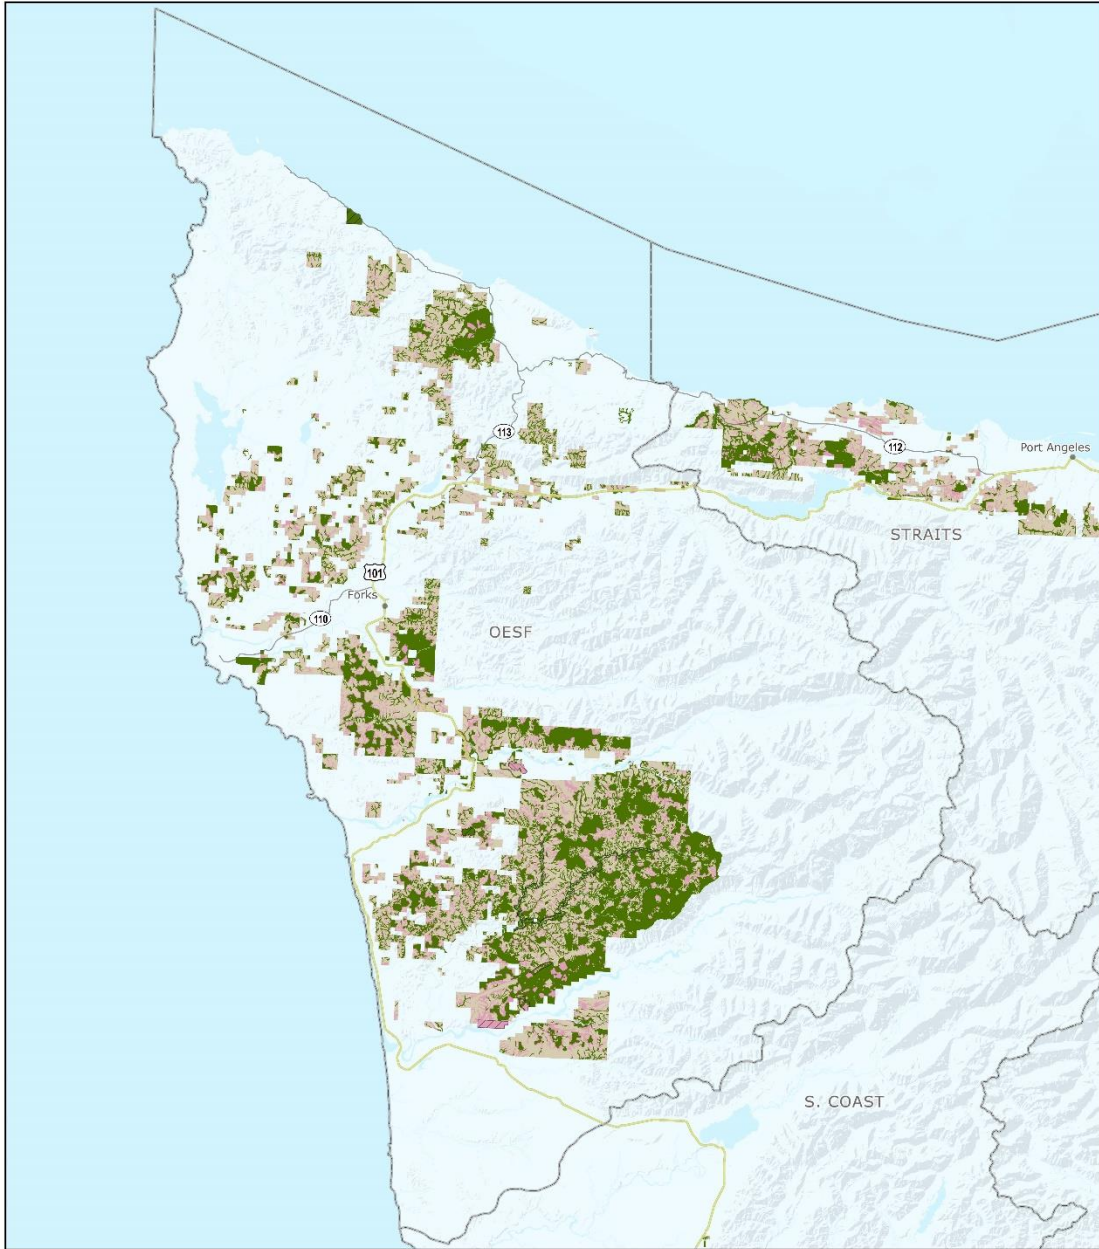 113
112
Port Angeles
STRAITS
101
Forks
110
OESF
S. COAST